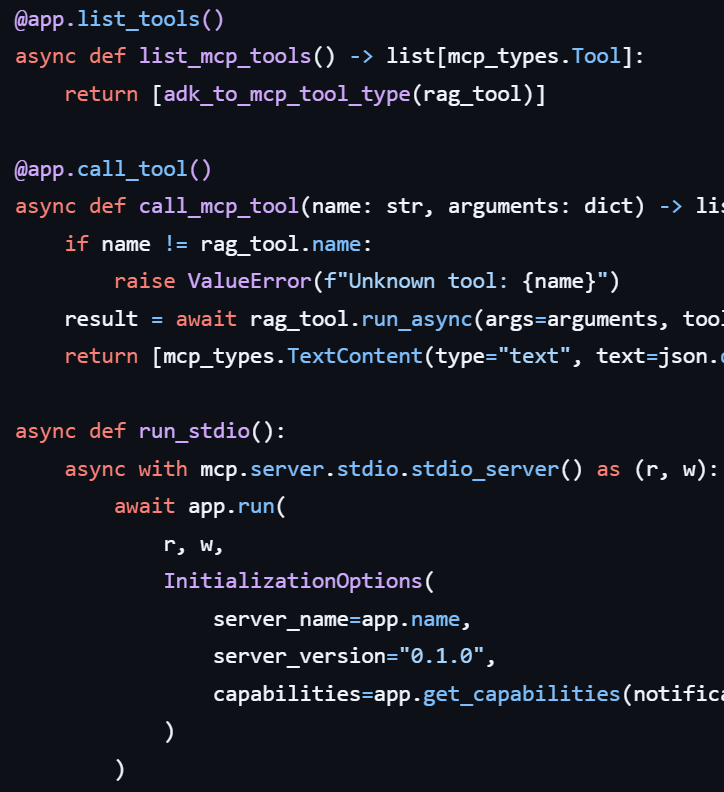 @app.list_tools()
async def list_mcp_tools() -> list[mcp_types.Tool]:
    return [adk_to_mcp_tool_type(rag_tool)]

@app.call_tool()
async def call_mcp_tool(name: str, arguments: dict) -> lis
    if name != rag_tool.name:
        raise ValueError(f"Unknown tool: {name}")
    result = await rag_tool.run_async(args=arguments, tool
    return [mcp_types.TextContent(type="text", text=json.

async def run_stdio():
    async with mcp.server.stdio.stdio_server() as (r, w):
        await app.run(
            r, w,
            InitializationOptions(
                server_name=app.name,
                server_version="0.1.0",
                capabilities=app.get_capabilities(notifica
            )
        )